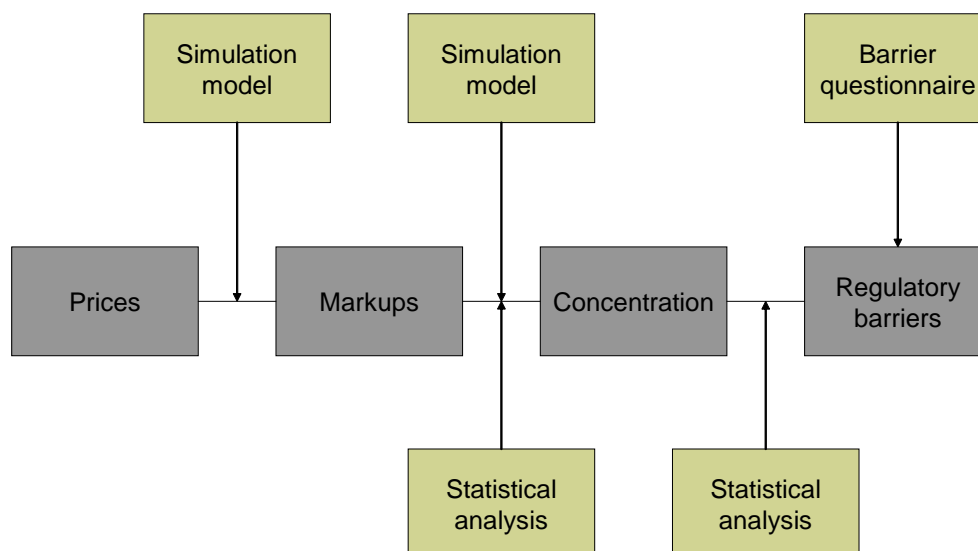 Simulation
model
Simulation
model
Barrier
questionnaire
Prices
Markups
Concentration
Regulatory
barriers
Statistical
analysis
Statistical
analysis